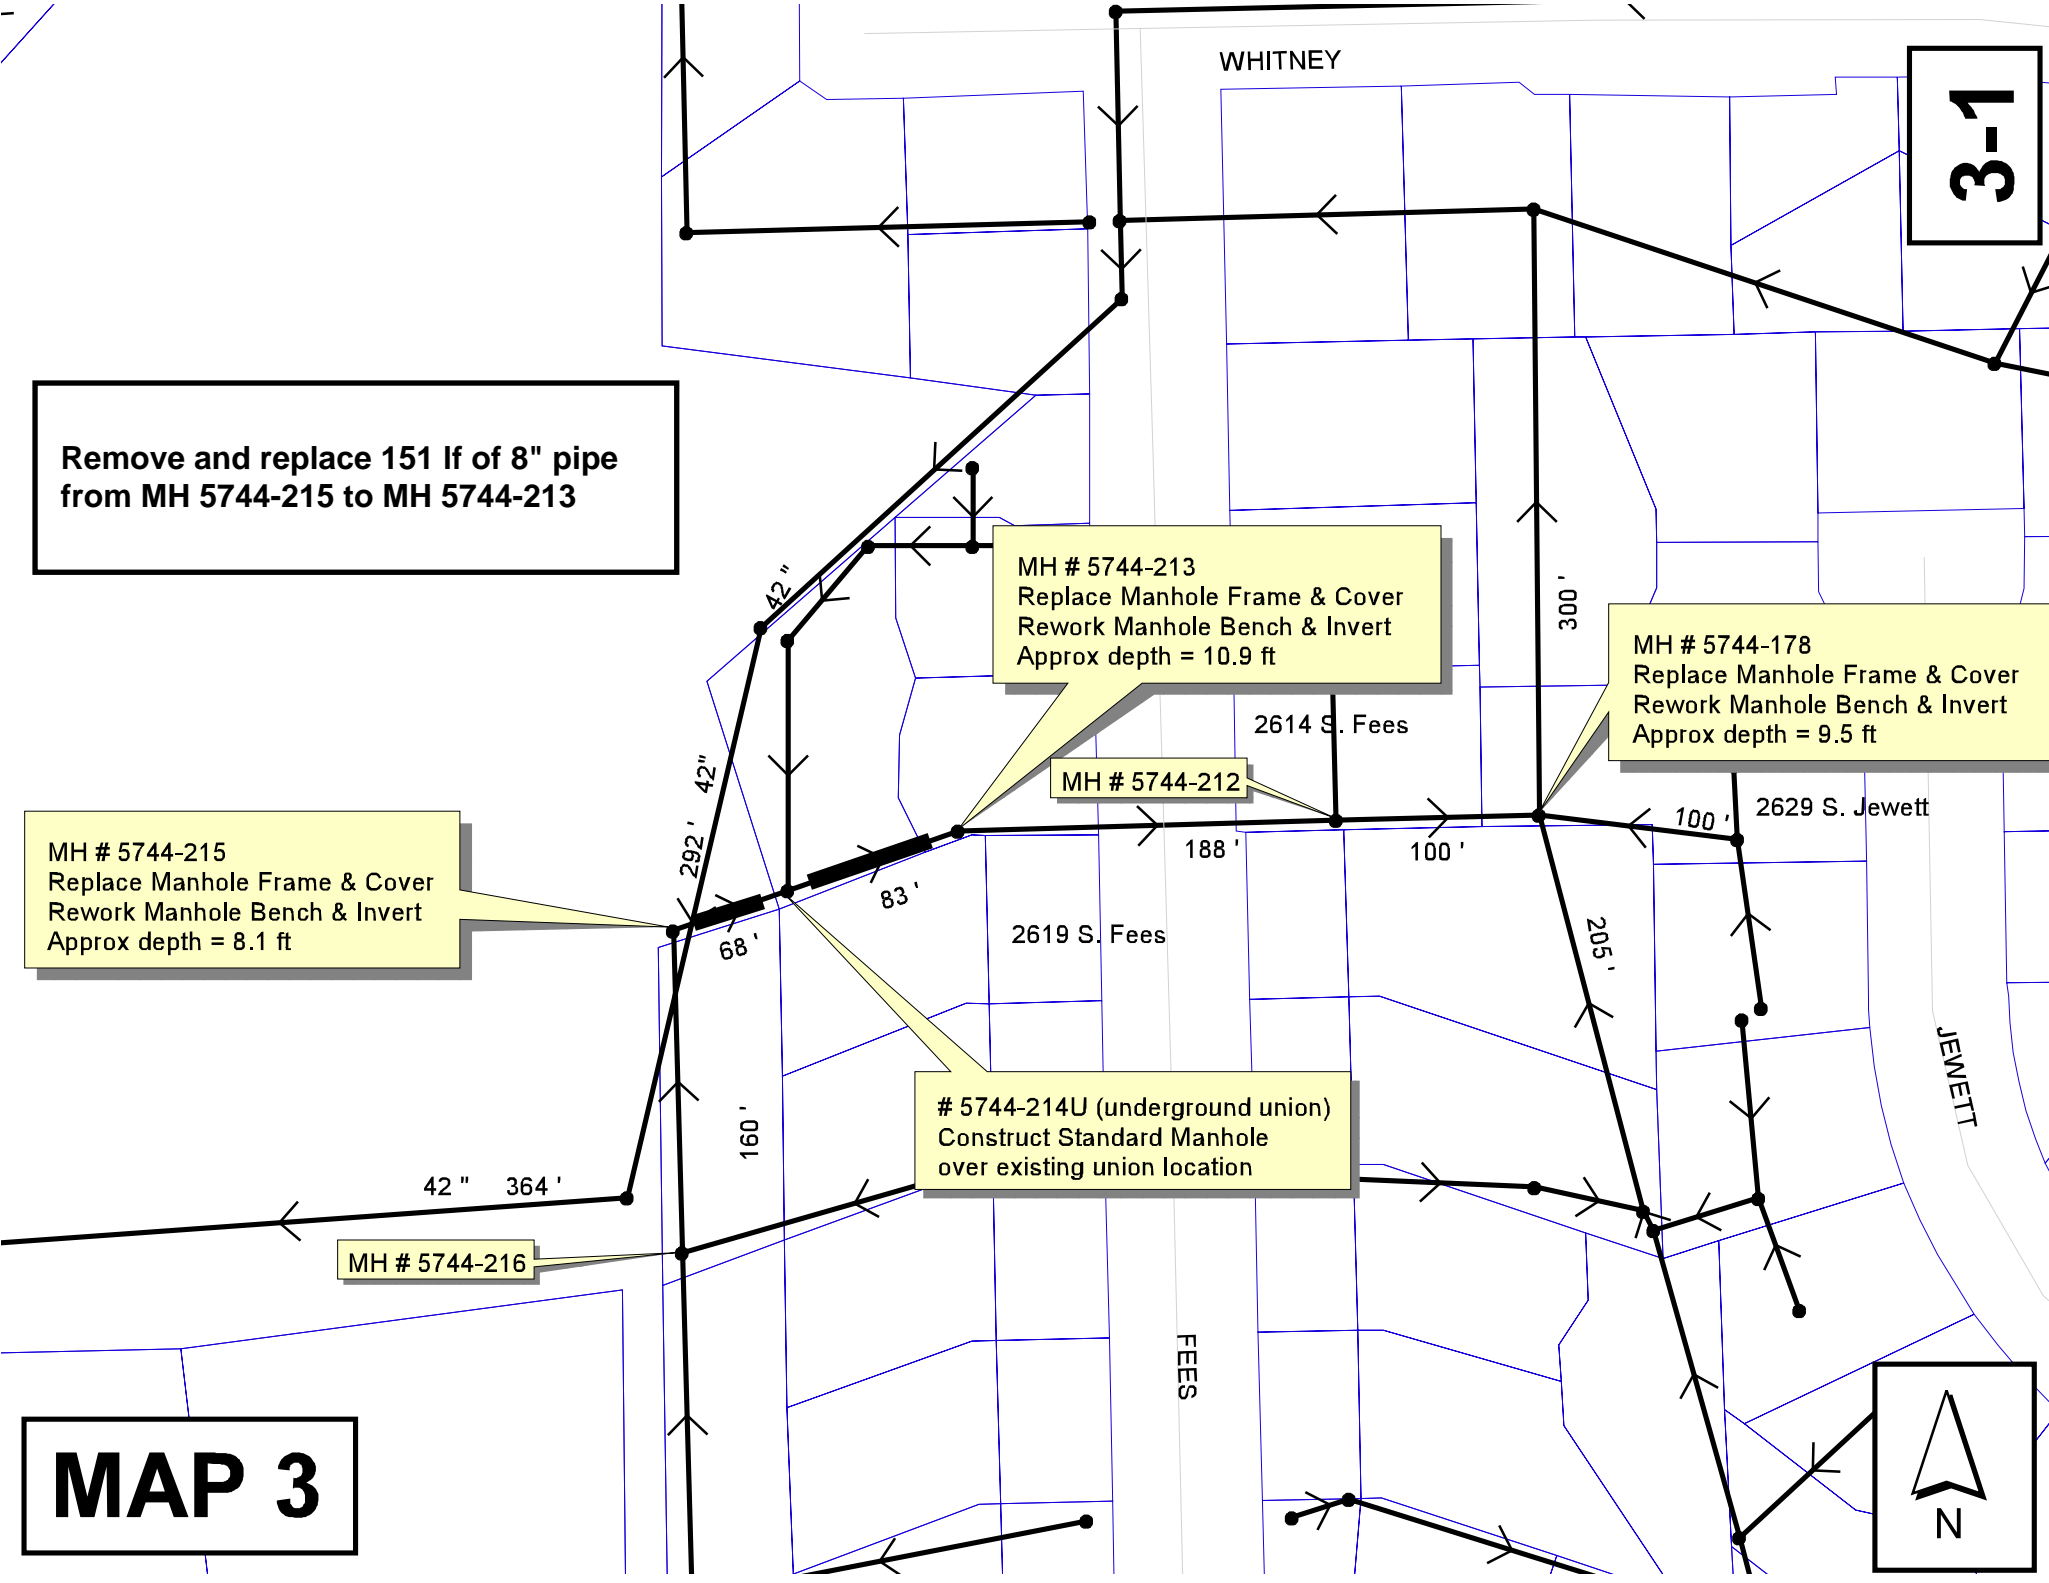 WHITNEY
3-1
Remove and replace 151 lf of 8" pipe
from MH 5744-215 to MH 5744-213
42 "
MH # 5744-213
Replace Manhole Frame & Cover
Rework Manhole Bench & Invert
Approx depth = 10.9 ft
300 '
MH # 5744-178
Replace Manhole Frame & Cover
Rework Manhole Bench & Invert
Approx depth = 9.5 ft
2614 S. Fees
MH # 5744-212
42"
292 '
100 '
2629 S. Jewett
188 '
100 '
MH # 5744-215
Replace Manhole Frame & Cover
Rework Manhole Bench & Invert
Approx depth = 8.1 ft
83 '
68 '
2619 S. Fees
205 '
JEWETT
160 '
# 5744-214U (underground union)
Construct Standard Manhole
over existing union location
42 " 364 '
MH # 5744-216
FEES
MAP 3
N